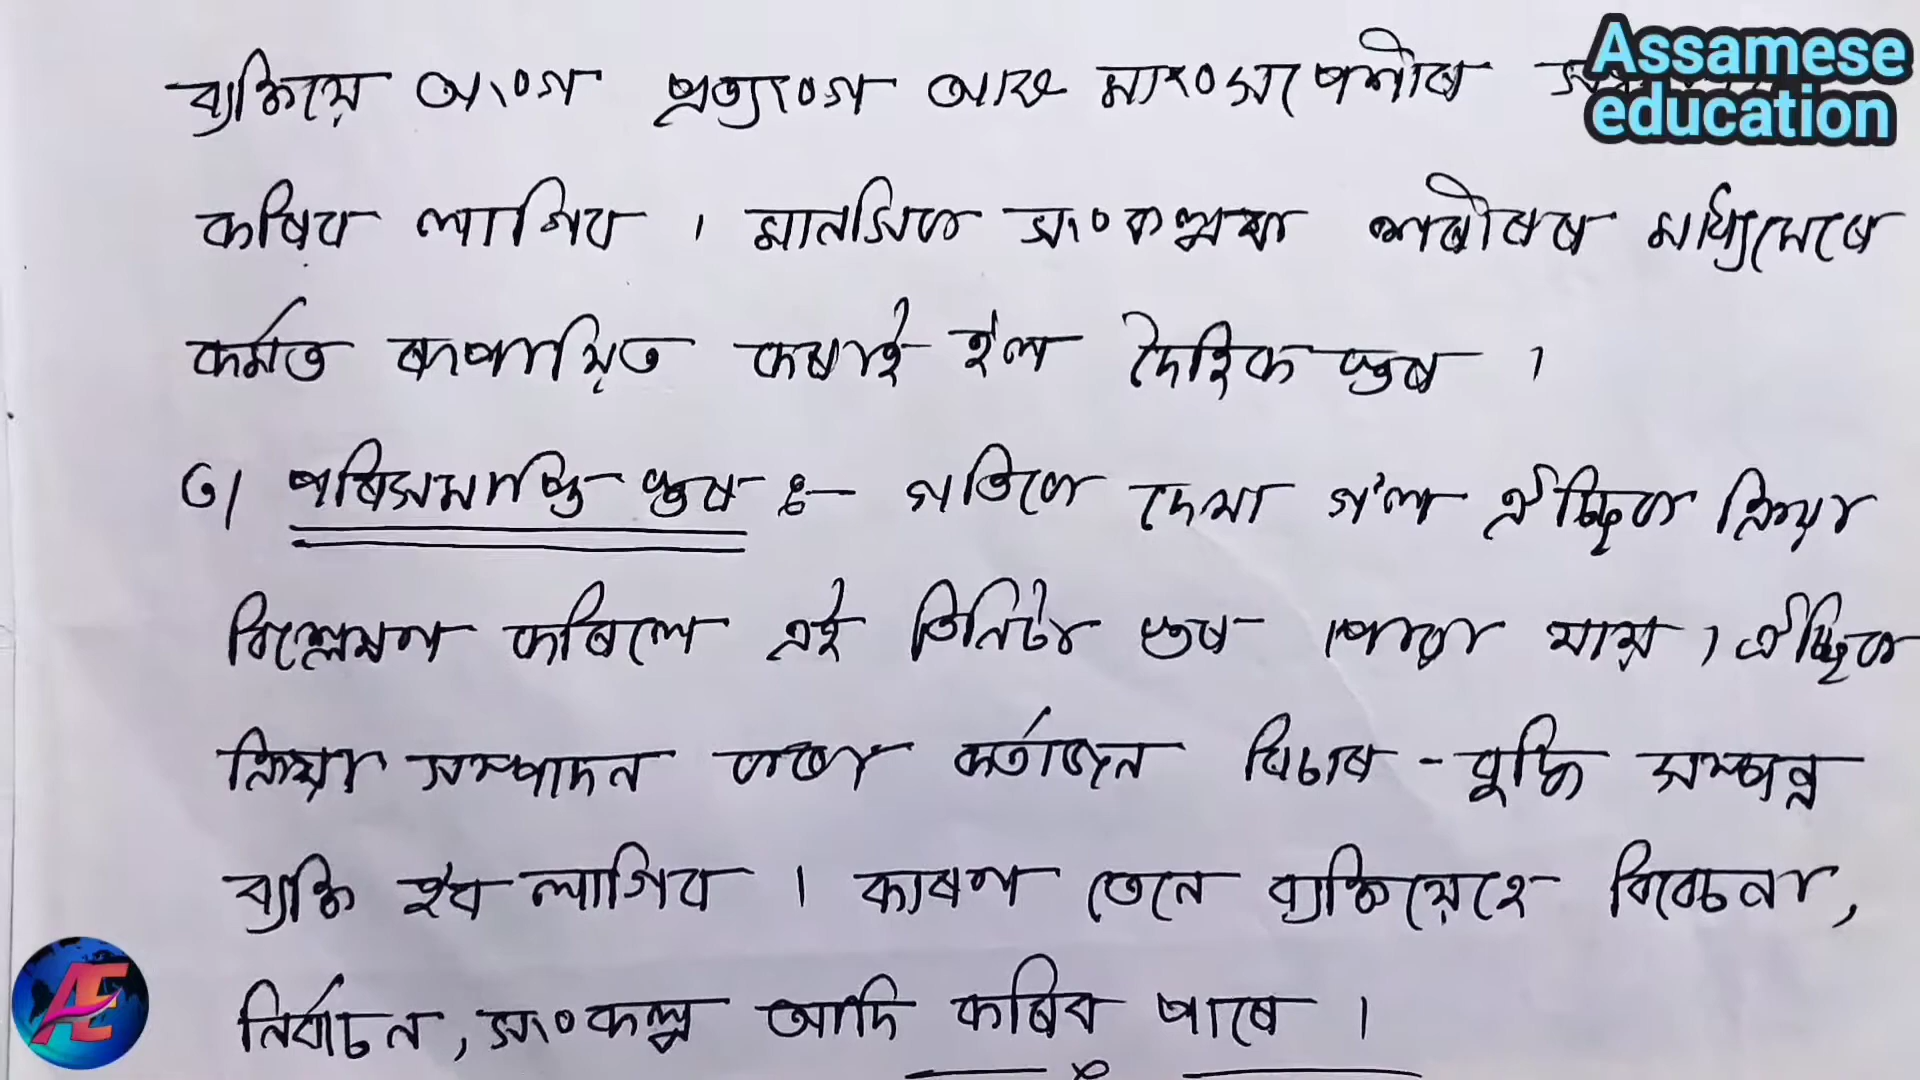 Assamese
education
ব্যক্তিয়ে অংগ প্ৰত্যংগ আৰু মাংসপেশীৰ
কৰিব লাগিব । মানসিক সংকল্পক শৰীৰৰ মাধ্যমেৰে
কৰ্মত ৰূপায়িত কৰাই হ'ল দৈহিক স্তৰ ।
৩| পৰিসমাপ্তি স্তৰ ঃ- গতিকে দেখা গ'ল ঐচ্ছিক ক্ৰিয়া
বিশ্লেষণ কৰিলে এই তিনিটা স্তৰ পোৱা যায় । ঐচ্ছিক
ক্ৰিয়া সম্পাদন কৰা কৰ্তাজন বিচাৰ - বুদ্ধি সম্পন্ন
ব্যক্তি হ'ব লাগিব । কাৰণ তেনে ব্যক্তিয়েহে বিবেচনা,
নিৰ্বাচন, সংকল্প আদি কৰিব পাৰে ।
AE